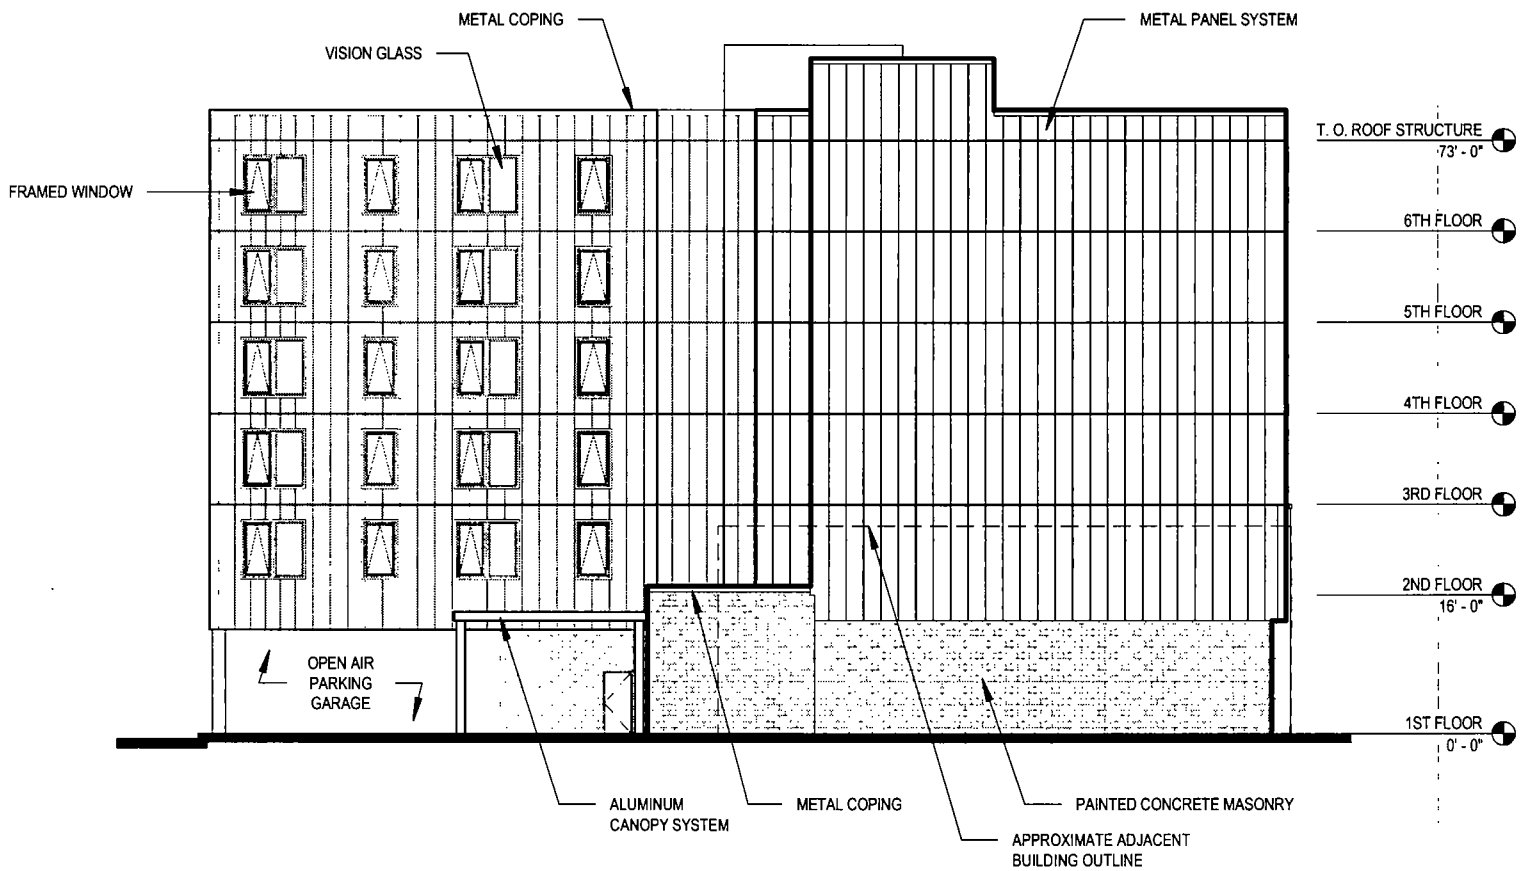 METAL COPING
METAL PANEL SYSTEM
VISION GLASS
T. O. ROOF STRUCTURE
73' - 0"
FRAMED WINDOW
6TH FLOOR
5TH FLOOR
4TH FLOOR
3RD FLOOR
2ND FLOOR
16' - 0"
OPEN AIR
PARKING
GARAGE
1ST FLOOR
0' - 0"
ALUMINUM
CANOPY SYSTEM
METAL COPING
PAINTED CONCRETE MASONRY
APPROXIMATE ADJACENT
BUILDING OUTLINE